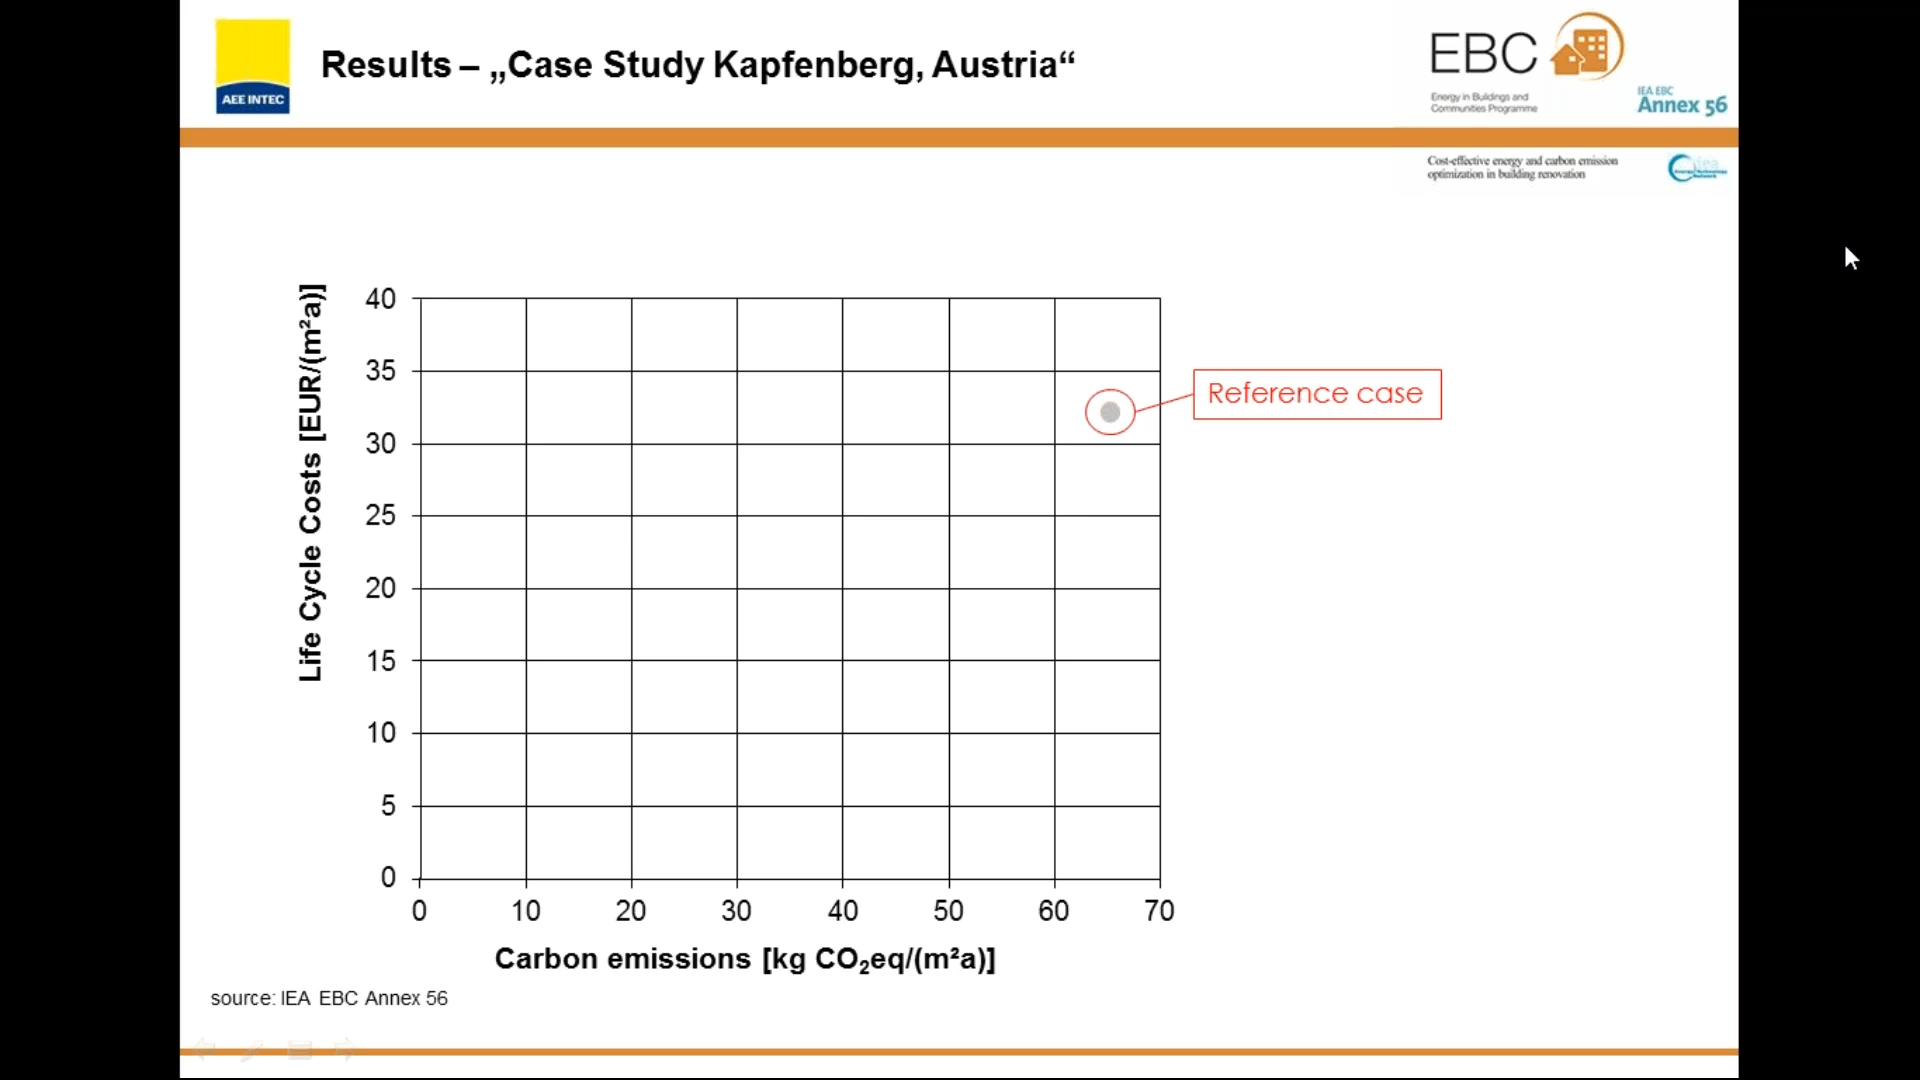 AEE INTEC
Results – „Case Study Kapfenberg, Austria“
EBC
Energy in Buildings and
Communities Programme
IEA EBC
Annex 56
Cost-effective energy and carbon emission
optimization in building renovation
iea
Life Cycle Costs [EUR/(m²a)]
40
35
30
25
20
15
10
5
0
Reference case
0 10 20 30 40 50 60 70
Carbon emissions [kg CO₂eq/(m²a)]
source: IEA EBC Annex 56